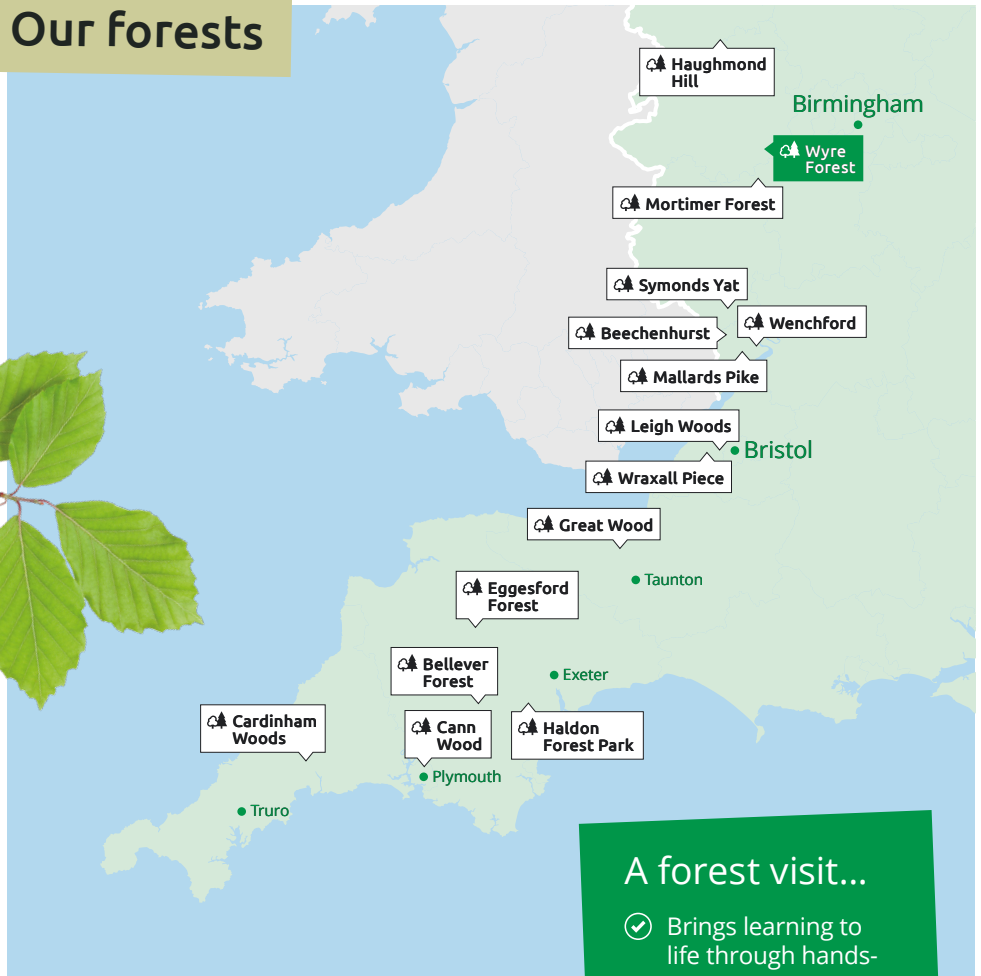 Our forests
Haughmond
Hill
Birmingham
Wyre
Forest
Mortimer Forest
Symonds Yat
Wenchford
Beechenhurst
Mallards Pike
Leigh Woods
Bristol
Wraxall Piece
Great Wood
Taunton
Eggesford
Forest
Bellever
Forest
Exeter
Cardinham
Woods
Cann
Wood
Haldon
Forest Park
Plymouth
Truro
A forest visit...
Brings learning to
life through hands-